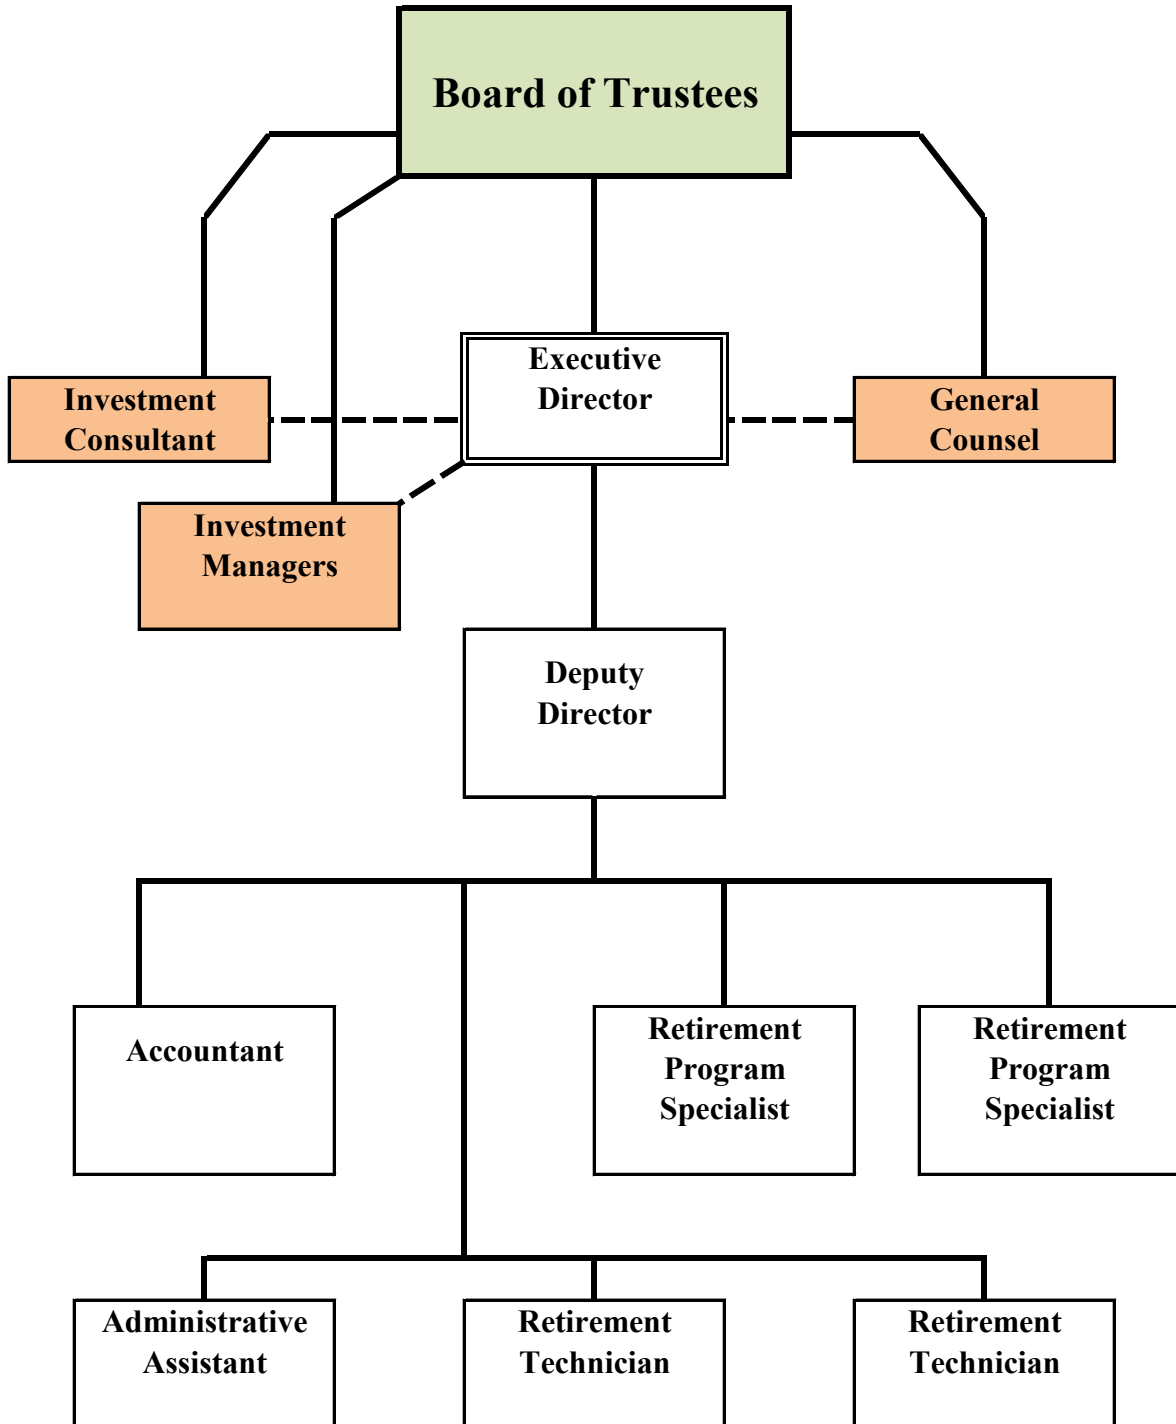 Board of Trustees
Executive
Director
Investment
Consultant
General
Counsel
Investment
Managers
Deputy
Director
Accountant
Retirement
Program
Specialist
Retirement
Program
Specialist
Administrative
Assistant
Retirement
Technician
Retirement
Technician